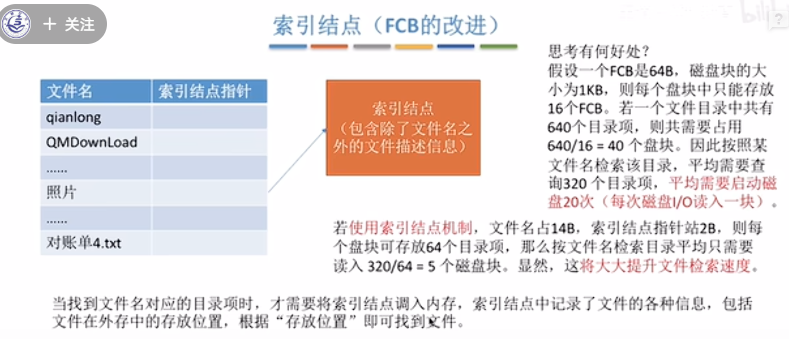 + 关注
索引结点（FCB的改进）
文件名 索引结点指针
qianlong
QMDownLoad
......
照片
......
对账单4.txt
索引结点
（包含除了文件名之
外的文件描述信息）
思考有何好处？
假设一个FCB是64B，磁盘块的大
小为1KB，则每个盘块中只能存放
16个FCB。若一个文件目录中共有
640个目录项，则共需要占用
640/16 = 40 个盘块。因此按照某
文件名检索该目录，平均需要查
询320 个目录项，平均需要启动磁
盘20次（每次磁盘I/O读入一块）。
若使用索引结点机制，文件名占14B，索引结点指针站2B，则每
个盘块可存放64个目录项，那么按文件名检索目录平均只需要
读入 320/64 = 5 个磁盘块。显然，这将大大提升文件检索速度。
当找到文件名对应的目录项时，才需要将索引结点调入内存，索引结点中记录了文件的各种信息，包括
文件在外存中的存放位置，根据“存放位置”即可找到文件。